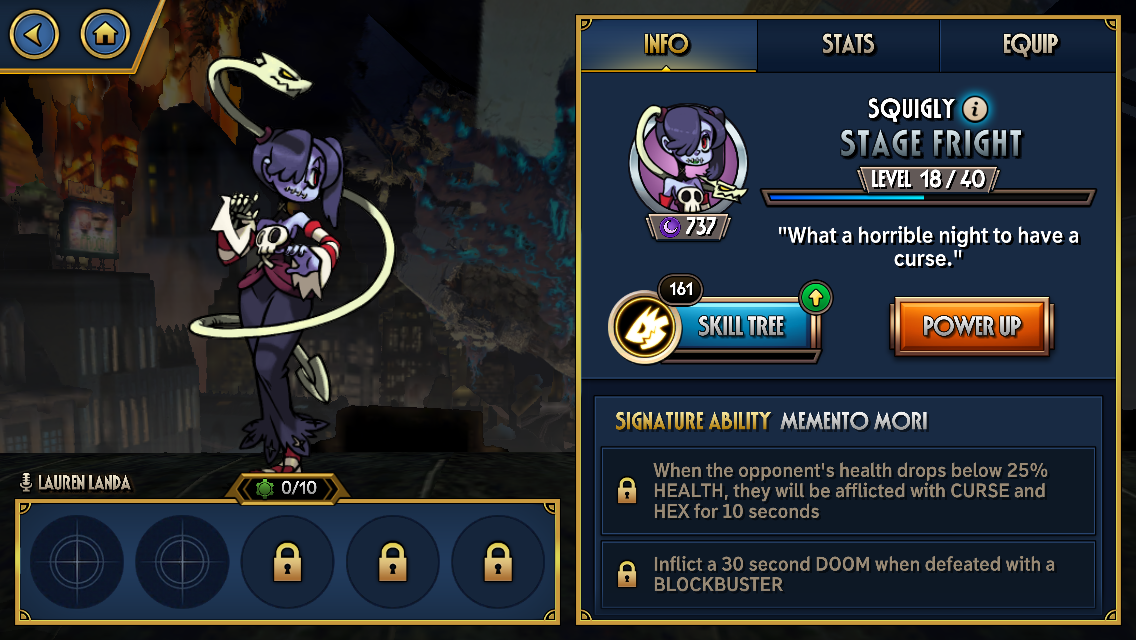 INFO
STATS
EQUIP
SQUIGLY i
STAGE FRIGHT
LEVEL 18 / 40
737
"What a horrible night to have a
curse."
161
SKILL TREE
POWER UP
SIGNATURE ABILITY MEMENTO MORI
When the opponent's health drops below 25%
HEALTH, they will be afflicted with CURSE and
HEX for 10 seconds
Inflict a 30 second DOOM when defeated with a
BLOCKBUSTER
LAUREN LANDA
0/10